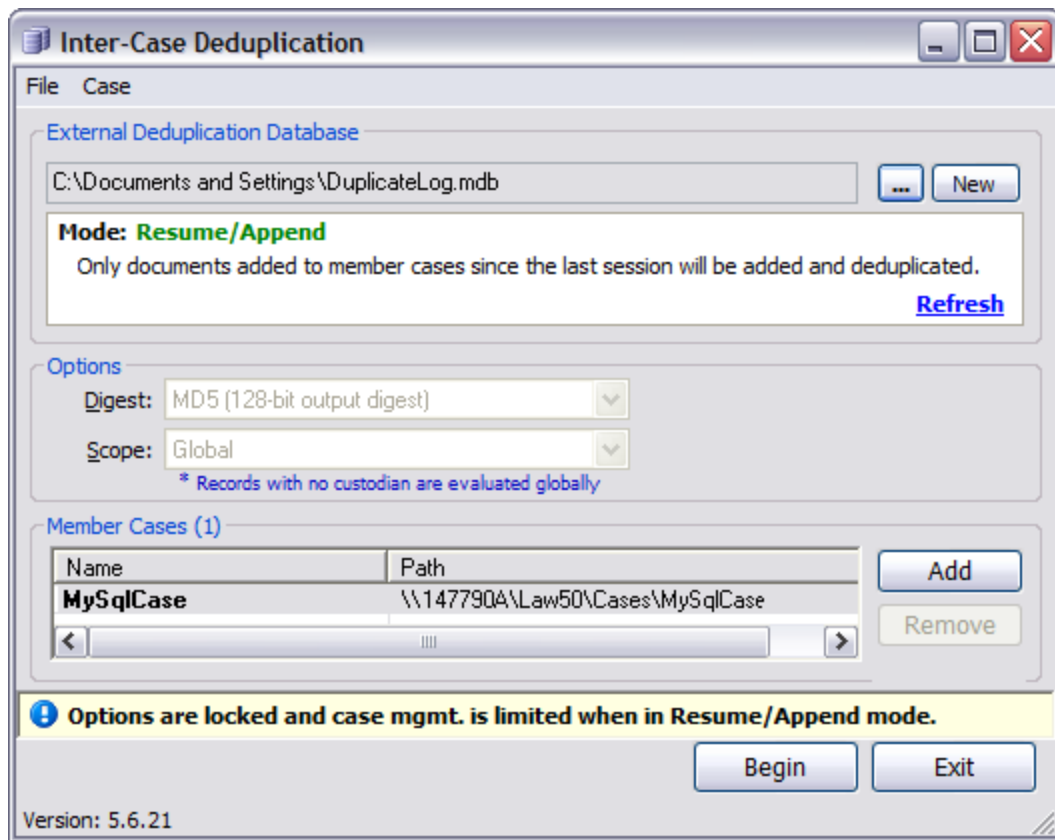 Inter-Case Deduplication
File Case
External Deduplication Database
C:\Documents and Settings\DuplicateLog.mdb
... New
Mode: Resume/Append
Only documents added to member cases since the last session will be added and deduplicated.
Refresh
Options
Digest: MD5 (128-bit output digest)
Scope: Global
* Records with no custodian are evaluated globally
Member Cases (1)
Name Path Add
MySqlCase \\147790A\Law50\Cases\MySqlCase
Remove
Options are locked and case mgmt. is limited when in Resume/Append mode.
Begin Exit
Version: 5.6.21